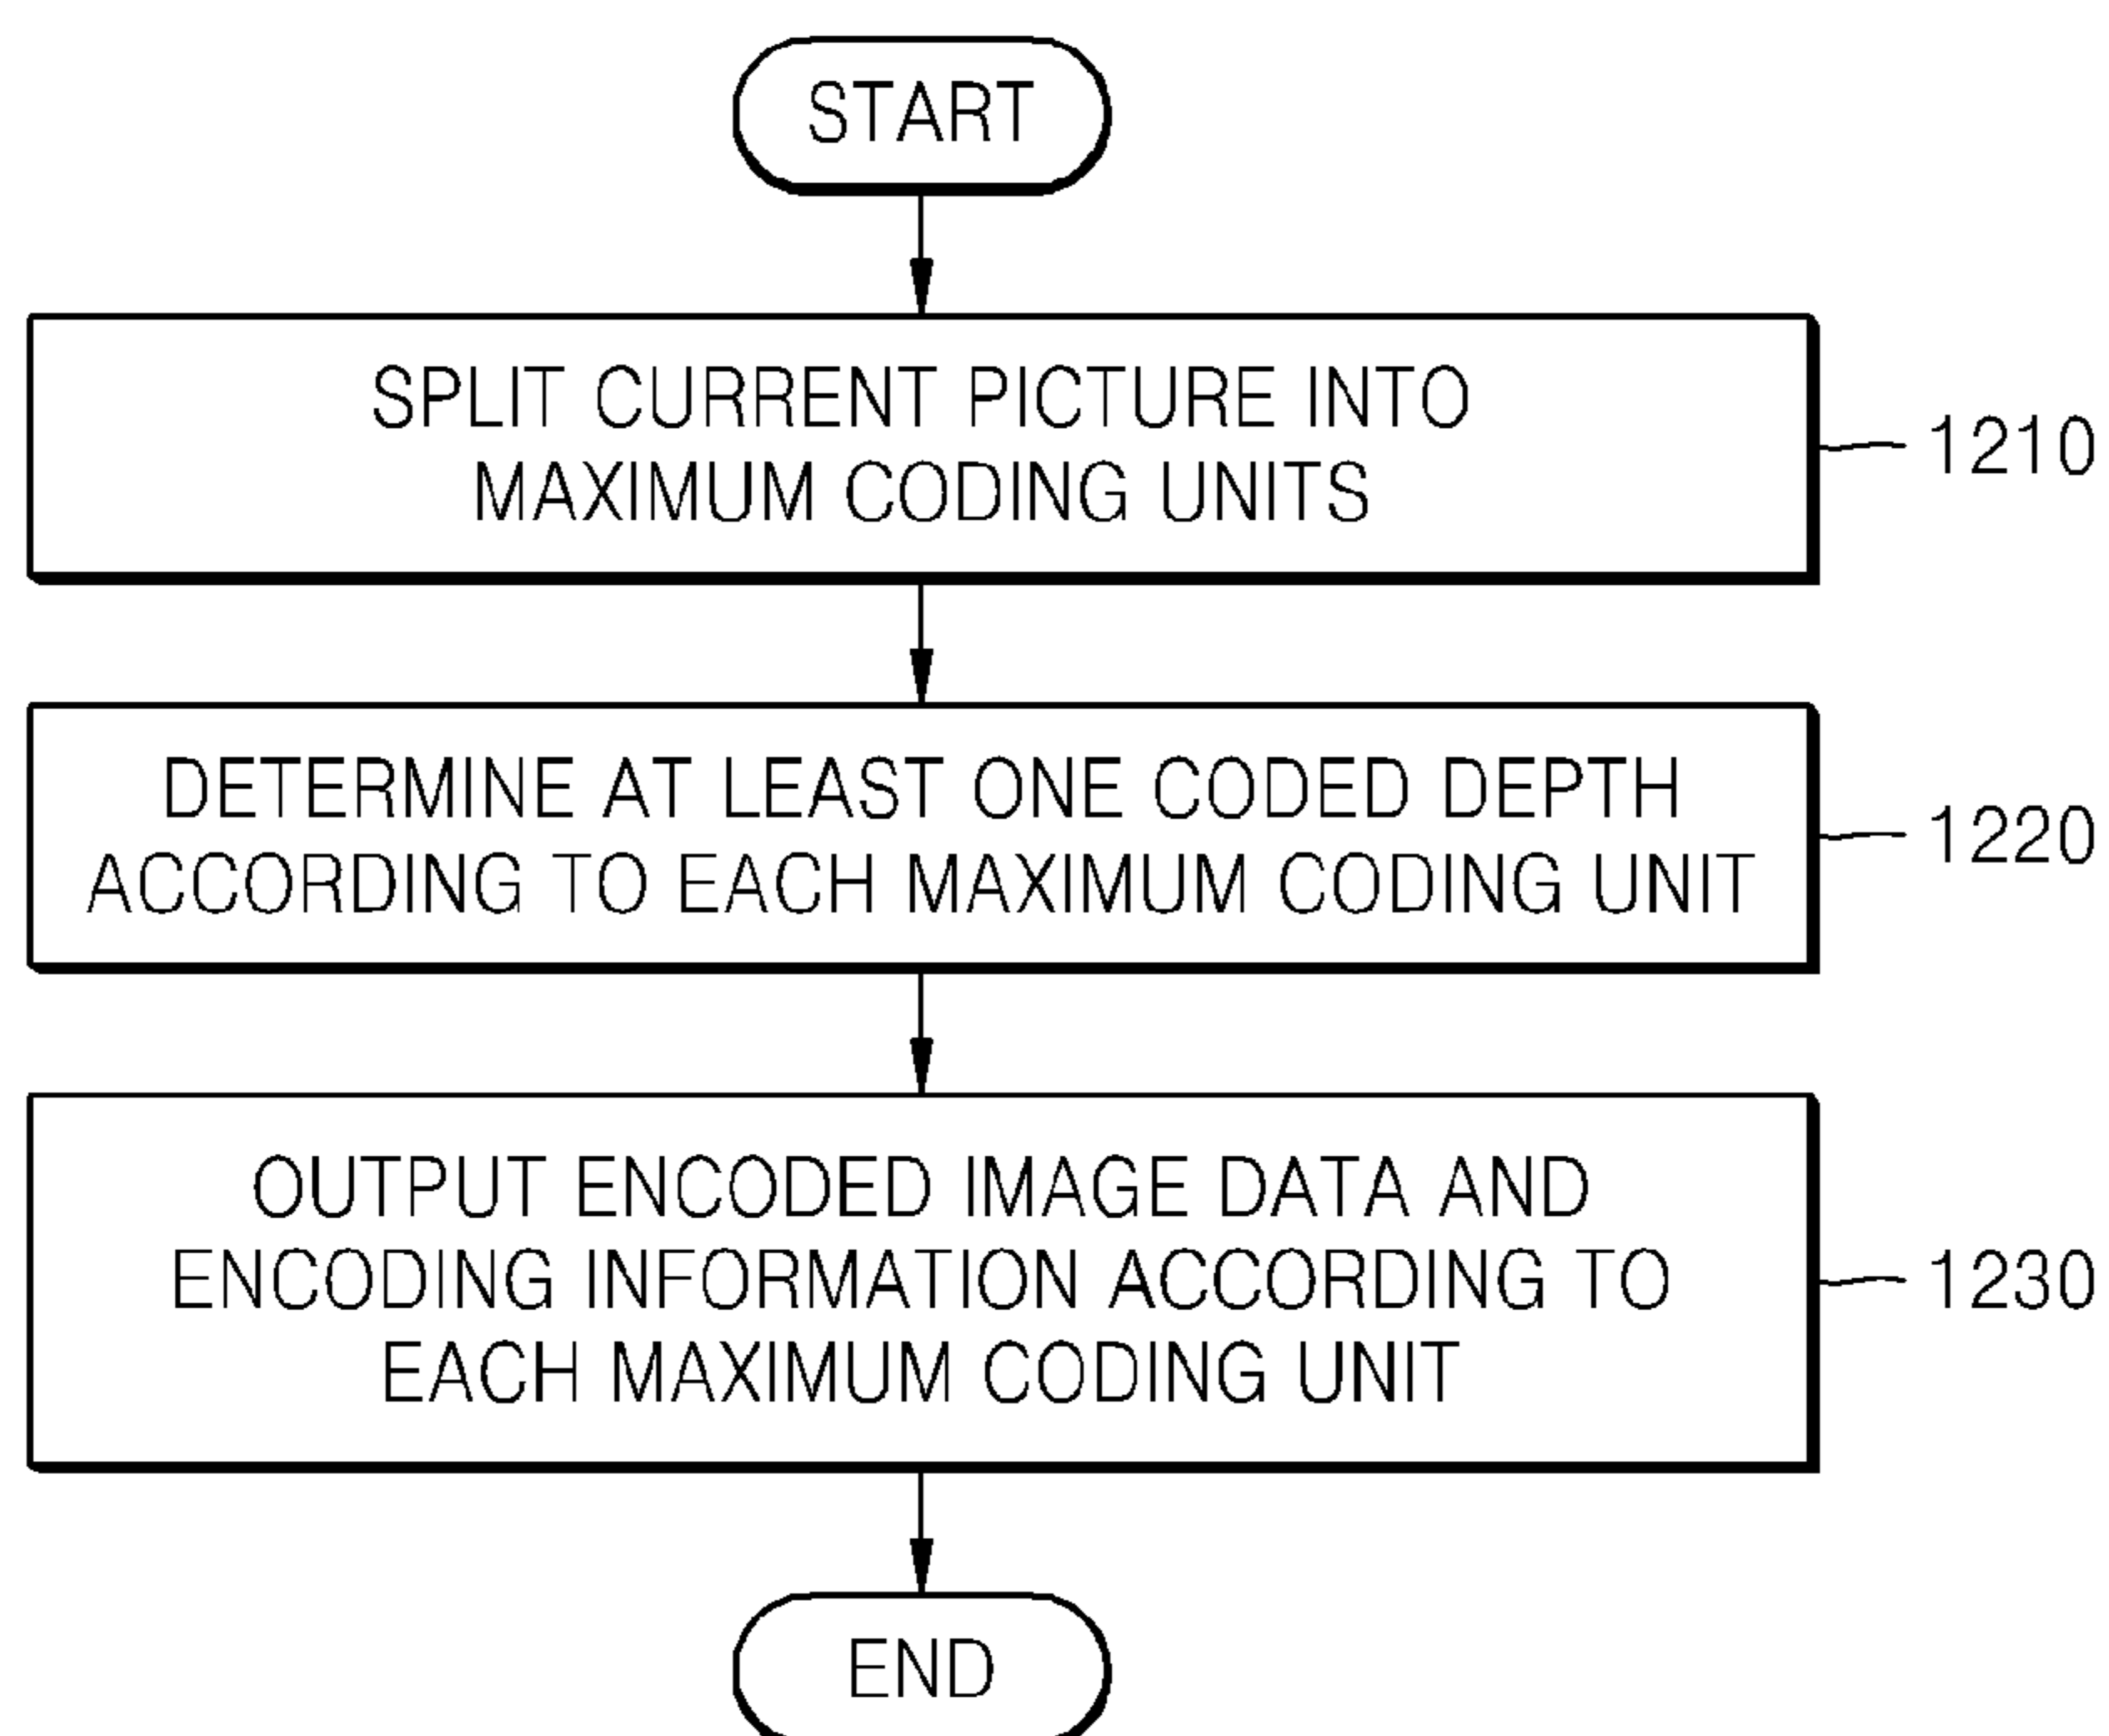 START
SPLIT CURRENT PICTURE INTO
MAXIMUM CODING UNITS
1210
DETERMINE AT LEAST ONE CODED DEPTH
ACCORDING TO EACH MAXIMUM CODING UNIT
1220
OUTPUT ENCODED IMAGE DATA AND
ENCODING INFORMATION ACCORDING TO
EACH MAXIMUM CODING UNIT
1230
END